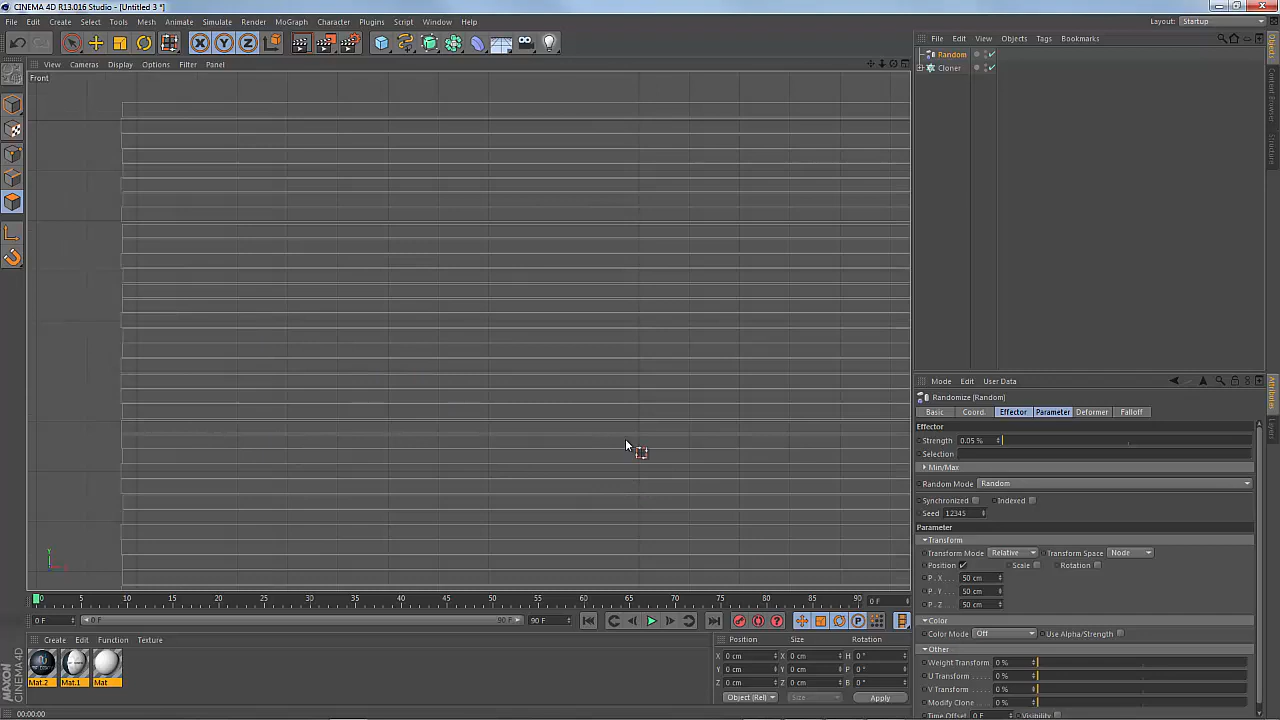 CINEMA 4D R13.016 Studio - [Untitled 3 *]
File Edit Create Select Tools Mesh Animate Simulate Render MoGraph Character Plugins Script Window Help
Layout: Startup
View Cameras Display Options Filter Panel
Front
File Edit View Objects Tags Bookmarks
Random
Cloner
Objects
Content Browser
Structure
Mode Edit User Data
Randomize [Random]
Basic Coord. Effector Parameter Deformer Falloff
Effector
Strength 0.05 %
Selection
Min/Max
Random Mode Random
Synchronized Indexed
Seed 12345
Parameter
Transform
Transform Mode Relative Transform Space Node
Position Scale Rotation
P . X 50 cm
P . Y 50 cm
P . Z 50 cm
Color
Color Mode Off Use Alpha/Strength
Other
Weight Transform 0 %
U Transform 0 %
V Transform 0 %
Modify Clone 0 %
Time Offset 0 F Visibility
Attributes
Layers
Y
0 5 10 15 20 25 30 35 40 45 50 55 60 65 70 75 80 85 90 0 F
0 F 0 F 90 F 90 F
Create Edit Function Texture
Mat.2 Mat.1 Mat
Position Size Rotation
X 0 cm X 0 cm H 0 °
Y 0 cm Y 0 cm P 0 °
Z 0 cm Z 0 cm B 0 °
Object (Rel) Size Apply
MAXON CINEMA 4D
00:00:00